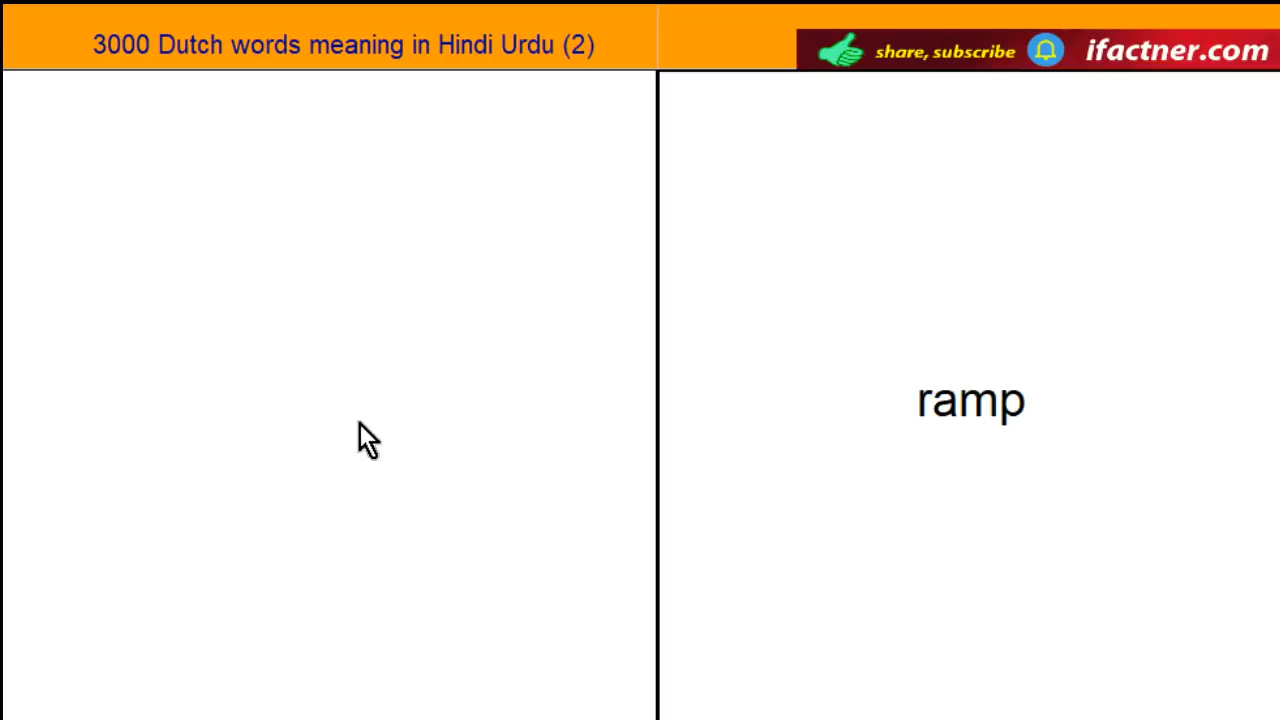 3000 Dutch words meaning in Hindi Urdu (2)
share, subscribe
ifactner.com
ramp